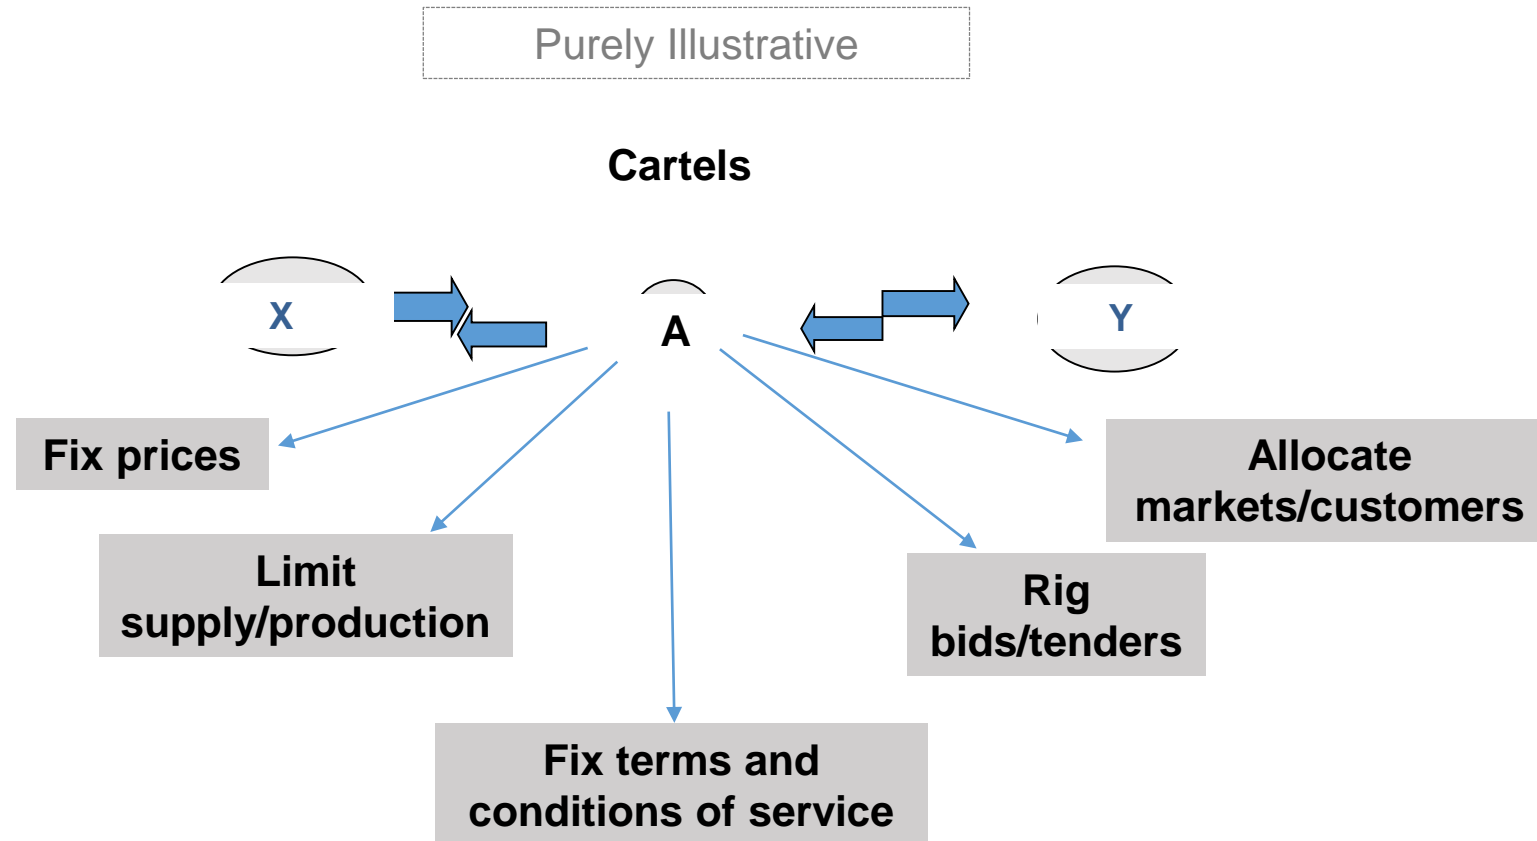 Purely Illustrative
Cartels
X
A
Y
Fix prices
Allocate
markets/customers
Limit
supply/production
Rig
bids/tenders
Fix terms and
conditions of service